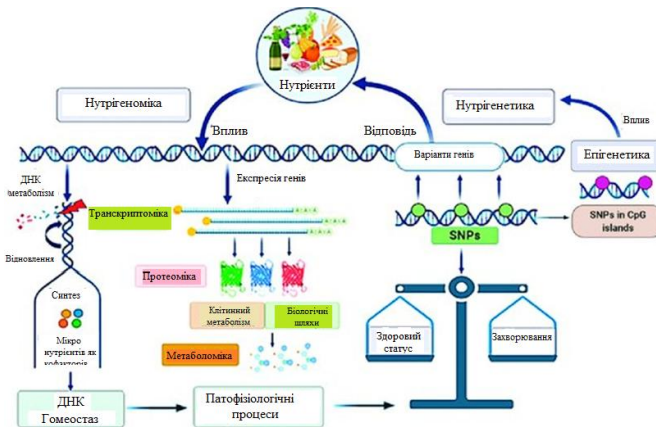 Нутрієнти
Нутрігеноміка
Нутрігенетика
Вплив
Відповідь
Вплив
Варіанти генів
Епігенетика
ДНК
метаболізм
Експресія генів
Транскриптоміка
A A A
A A A
A A A
SNPs
SNPs in CpG
islands
Відновлення
Протеоміка
Синтез
Клітинний
метаболізм
Біологічні
шляхи
Здоровий
статус
Захворювання
Мікро
нутрієнтів як
кофакторів
Метаболоміка
ДНК
Гомеостаз
Патофізіологічні
процеси